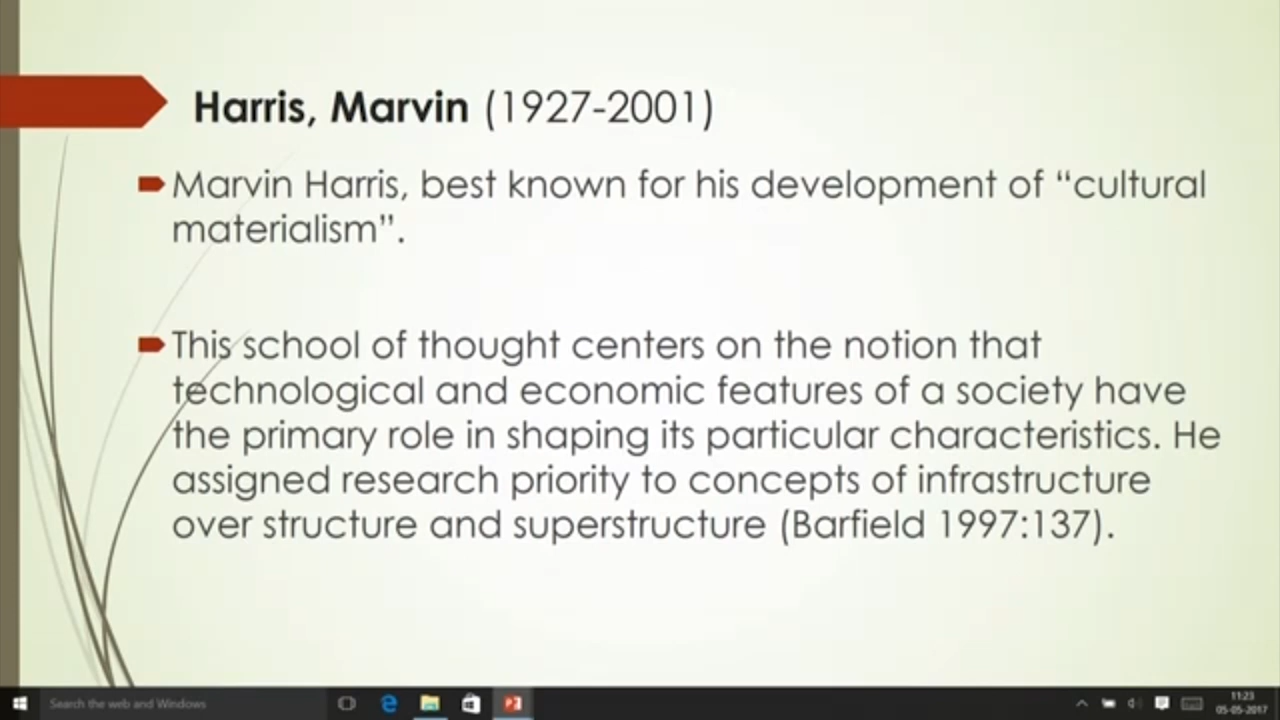 Harris, Marvin (1927-2001)
Marvin Harris, best known for his development of “cultural
materialism”.
This school of thought centers on the notion that
technological and economic features of a society have
the primary role in shaping its particular characteristics. He
assigned research priority to concepts of infrastructure
over structure and superstructure (Barfield 1997:137).
Search the web and Windows
11:23
05-05-2017